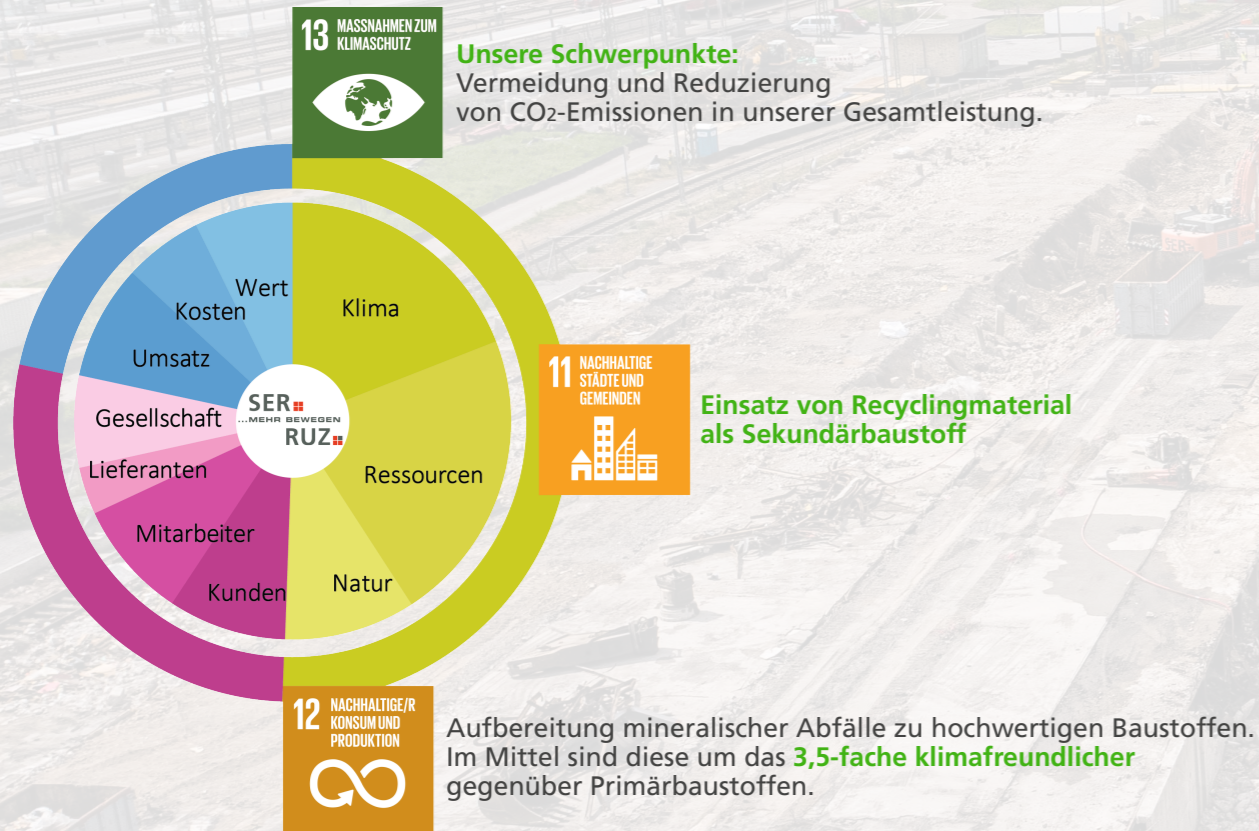 13 MASSNAHMEN ZUM
KLIMASCHUTZ
Unsere Schwerpunkte:
Vermeidung und Reduzierung
von CO2-Emissionen in unserer Gesamtleistung.
Wert
Kosten
Umsatz
Klima
Gesellschaft
Lieferanten
Mitarbeiter
Kunden
Natur
Ressourcen
SER
...MEHR BEWEGEN
RUZ
11 NACHHALTIGE
STÄDTE UND
GEMEINDEN
Einsatz von Recyclingmaterial
als Sekundärbaustoff
12 NACHHALTIGE/R
KONSUM UND
PRODUKTION
Aufbereitung mineralischer Abfälle zu hochwertigen Baustoffen.
Im Mittel sind diese um das 3,5-fache klimafreundlicher
gegenüber Primärbaustoffen.